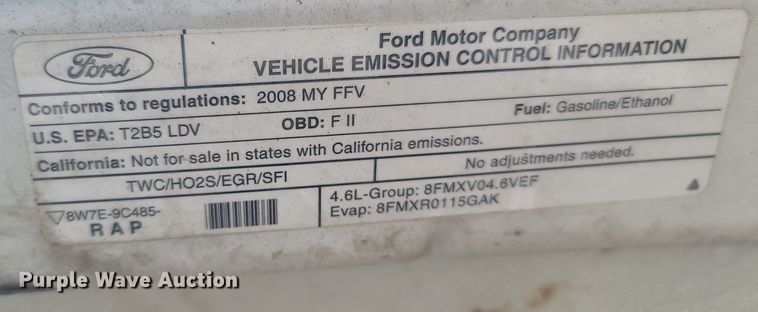 Ford
Ford Motor Company
VEHICLE EMISSION CONTROL INFORMATION
Conforms to regulations: 2008 MY FFV
U.S. EPA: T2B5 LDV OBD: F II Fuel: Gasoline/Ethanol
California: Not for sale in states with California emissions.
TWC/HO2S/EGR/SFI No adjustments needed.
8W7E-9C485- 4.6L-Group: 8FMXV04.6VEF
RAP Evap: 8FMXR0115GAK
Purple Wave Auction